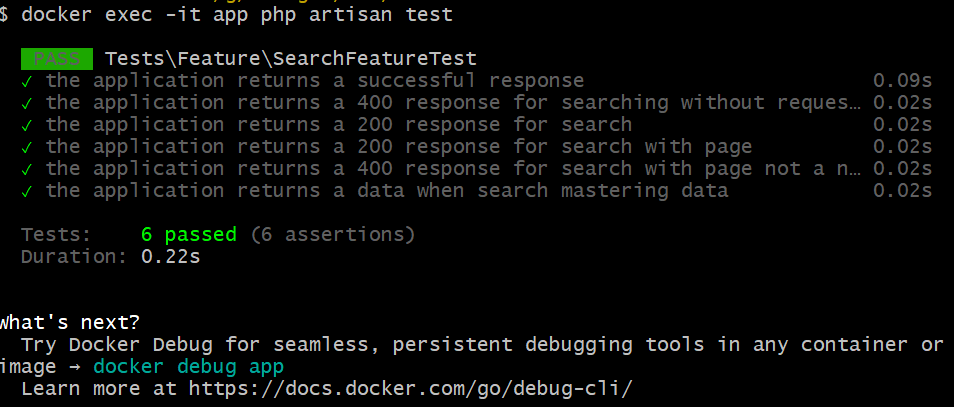 $ docker exec -it app php artisan test
PASS Tests\Feature\SearchFeatureTest
✓ the application returns a successful response 0.09s
✓ the application returns a 400 response for searching without reques… 0.02s
✓ the application returns a 200 response for search 0.02s
✓ the application returns a 200 response for search with page 0.02s
✓ the application returns a 400 response for search with page not a n… 0.02s
✓ the application returns a data when search mastering data 0.02s
Tests: 6 passed (6 assertions)
Duration: 0.22s
What's next?
Try Docker Debug for seamless, persistent debugging tools in any container or
image → docker debug app
Learn more at https://docs.docker.com/go/debug-cli/